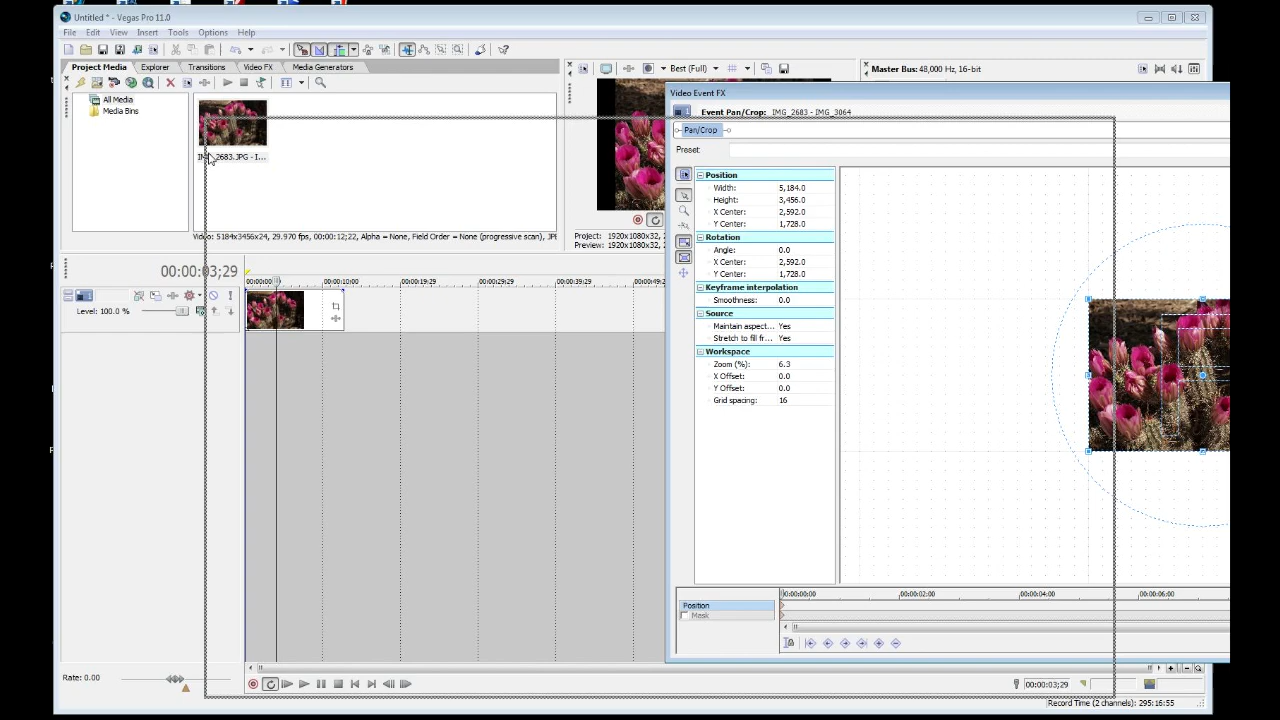 Untitled * - Vegas Pro 11.0
File Edit View Insert Tools Options Help
Project Media Explorer Transitions Video FX Media Generators
Best (Full)
Master Bus: 48,000 Hz, 16-bit
All Media
Media Bins
2683.JPG - I...
Video: 5184x3456x24, 29.970 fps, 00:00:12;22, Alpha = None, Field Order = None (progressive scan), JPE
Project: 1920x1080x32, 2
Preview: 1920x1080x32, 2
Video Event FX
Event Pan/Crop: IMG_2683 - IMG_3064
Pan/Crop
Preset:
Position
Width: 5,184.0
Height: 3,456.0
X Center: 2,592.0
Y Center: 1,728.0
Rotation
Angle: 0.0
X Center: 2,592.0
Y Center: 1,728.0
Keyframe interpolation
Smoothness: 0.0
Source
Maintain aspect... Yes
Stretch to fill fr... Yes
Workspace
Zoom (%): 6.3
X Offset: 0.0
Y Offset: 0.0
Grid spacing: 16
00:00:03;29
00:00:00 00:00:10;00 00:00:19;29 00:00:29;29 00:00:39;29 00:00:49;2
Level: 100.0 %
00:00:00;00 00:00:02;00 00:00:04;00 00:00:06;00
Position
Mask
Rate: 0.00
00:00:03;29
Record Time (2 channels): 295:16:55